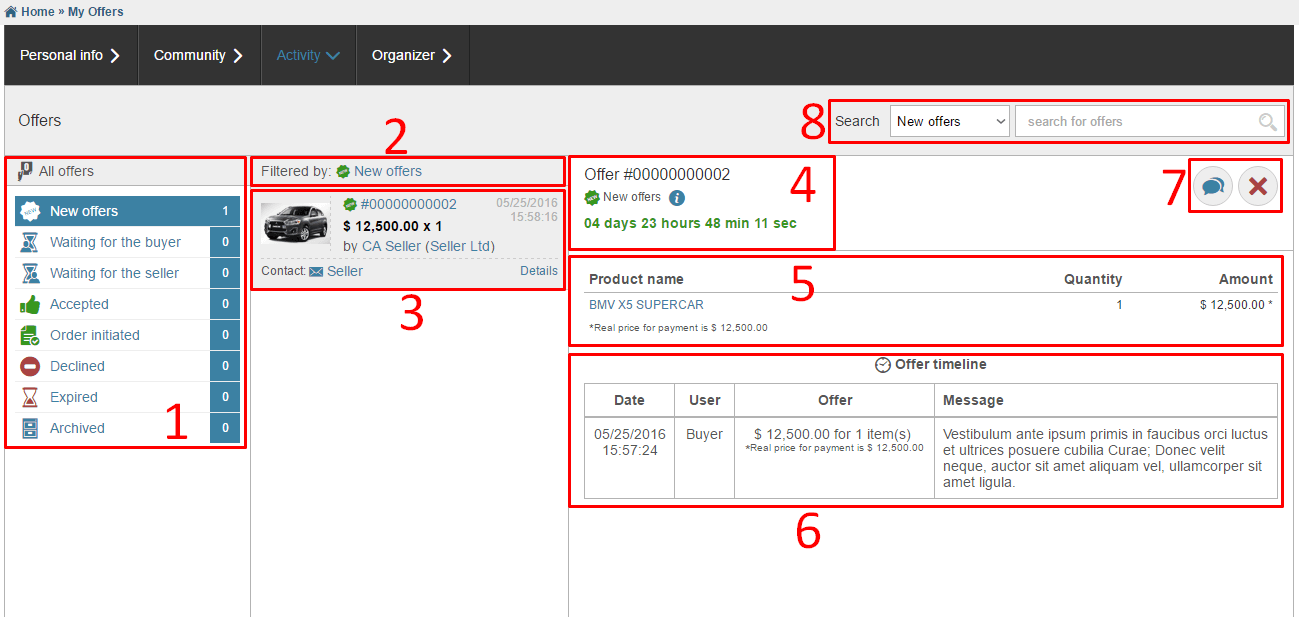 Home » My Offers
Personal info
Community
Activity
Organizer
Offers
8
Search
New offers
search for offers
All offers
New offers 1
Waiting for the buyer 0
Waiting for the seller 0
Accepted 0
Order initiated 0
Declined 0
Expired 0
Archived 0
1
2
Filtered by: New offers
#00000000002 05/25/2016
15:58:16
$ 12,500.00 x 1
by CA Seller (Seller Ltd)
Contact: Seller Details
3
Offer #00000000002
New offers
04 days 23 hours 48 min 11 sec
4
7
Product name Quantity Amount
BMV X5 SUPERCAR 1 $ 12,500.00 *
*Real price for payment is $ 12,500.00
5
Offer timeline
Date User Offer Message
05/25/2016
15:57:24
Buyer
$ 12,500.00 for 1 item(s)
*Real price for payment is $ 12,500.00
Vestibulum ante ipsum primis in faucibus orci luctus
et ultrices posuere cubilia Curae; Donec velit
neque, auctor sit amet aliquam vel, ullamcorper sit
amet ligula.
6